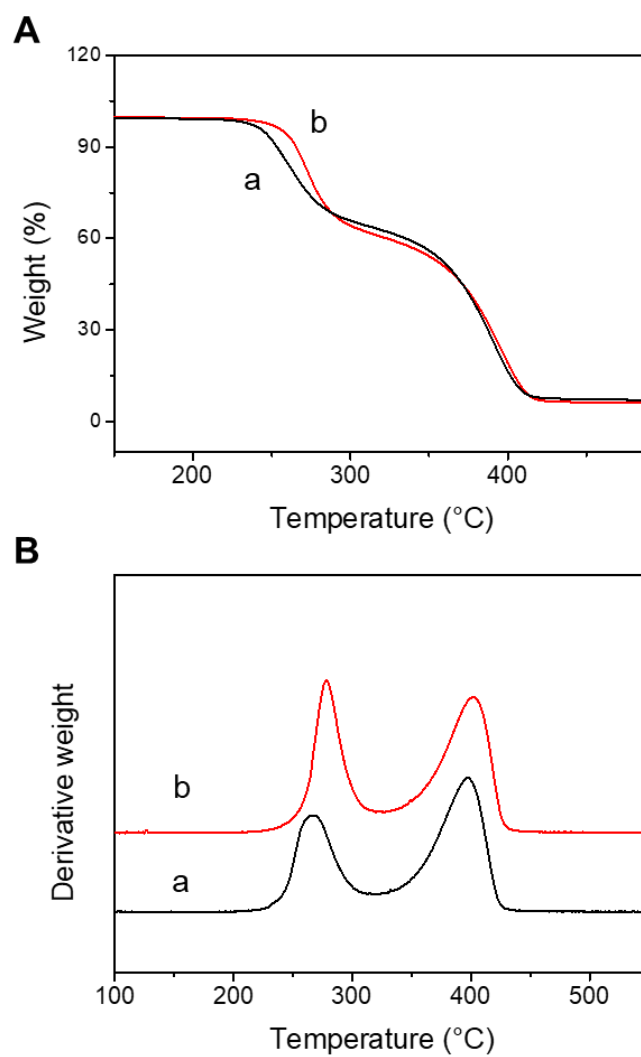 A
120
90
60
30
0
Weight (%)
b
a
200
300
400
Temperature (°C)
B
Derivative weight
b
a
100
200
300
400
500
Temperature (°C)